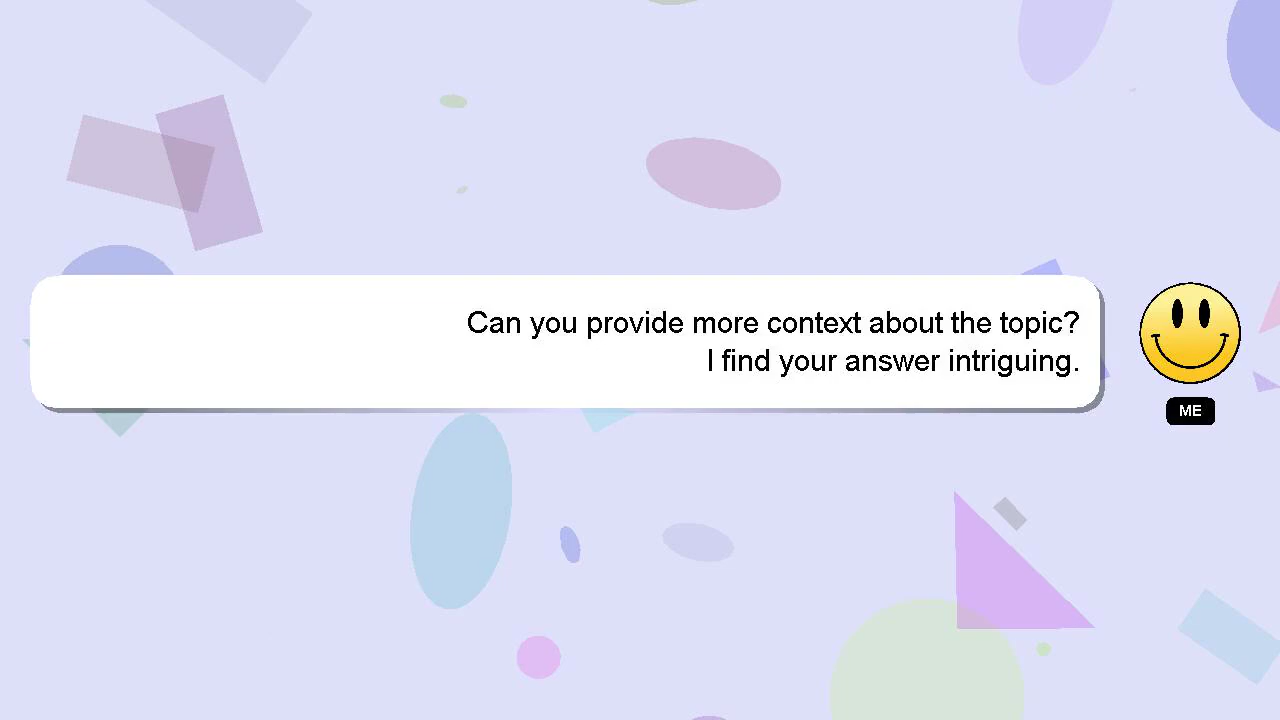 Can you provide more context about the topic?
I find your answer intriguing.
ME